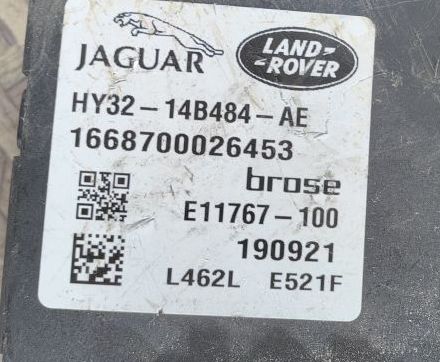 JAGUAR
LAND-
-ROVER
HY32-14B484-AE
1668700026453
brose
E11767-100
190921
L462L E521F